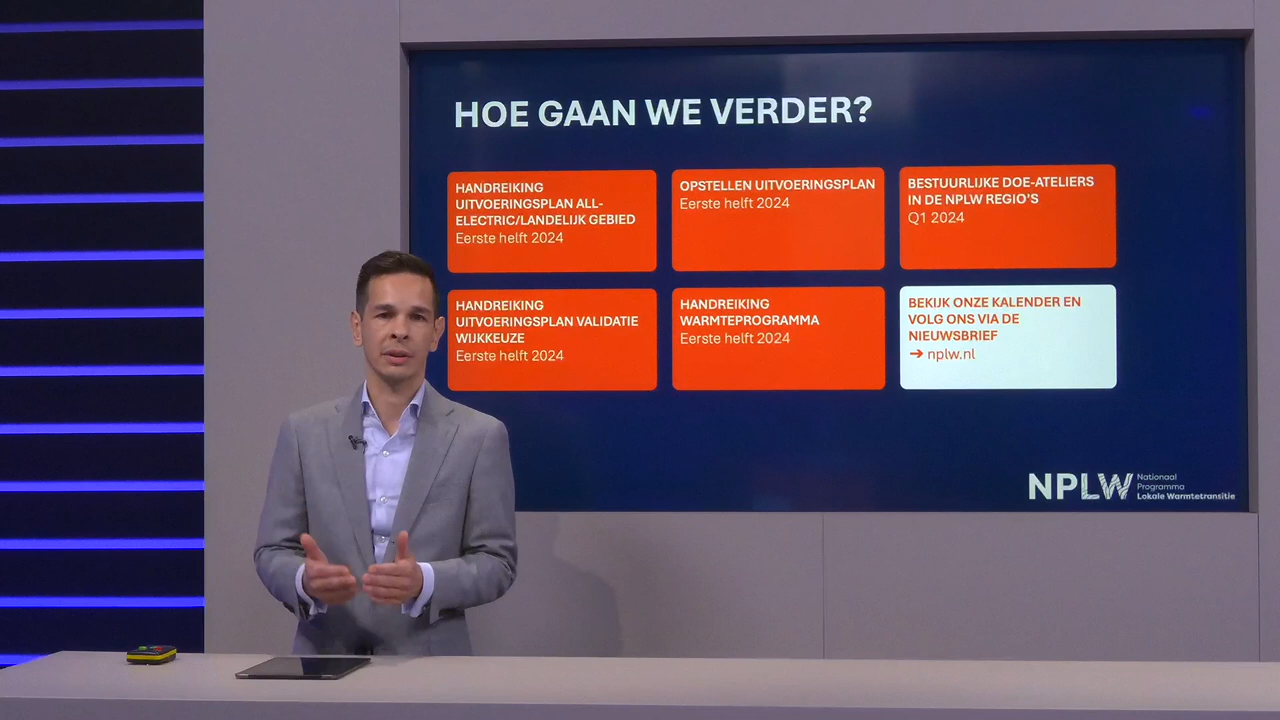 HOE GAAN WE VERDER?
HANDREIKING
UITVOERINGSPLAN ALL-
ELECTRIC/LANDELIJK GEBIED
Eerste helft 2024
OPSTELLEN UITVOERINGSPLAN
Eerste helft 2024
BESTUURLIJKE DOE-ATELIERS
IN DE NPLW REGIO'S
Q1 2024
HANDREIKING
UITVOERINGSPLAN VALIDATIE
WIJKKEUZE
Eerste helft 2024
HANDREIKING
WARMTEPROGRAMMA
Eerste helft 2024
BEKIJK ONZE KALENDER EN
VOLG ONS VIA DE
NIEUWSBRIEF
➔ nplw.nl
NPLW
Nationaal
Programma
Lokale Warmtetransitie